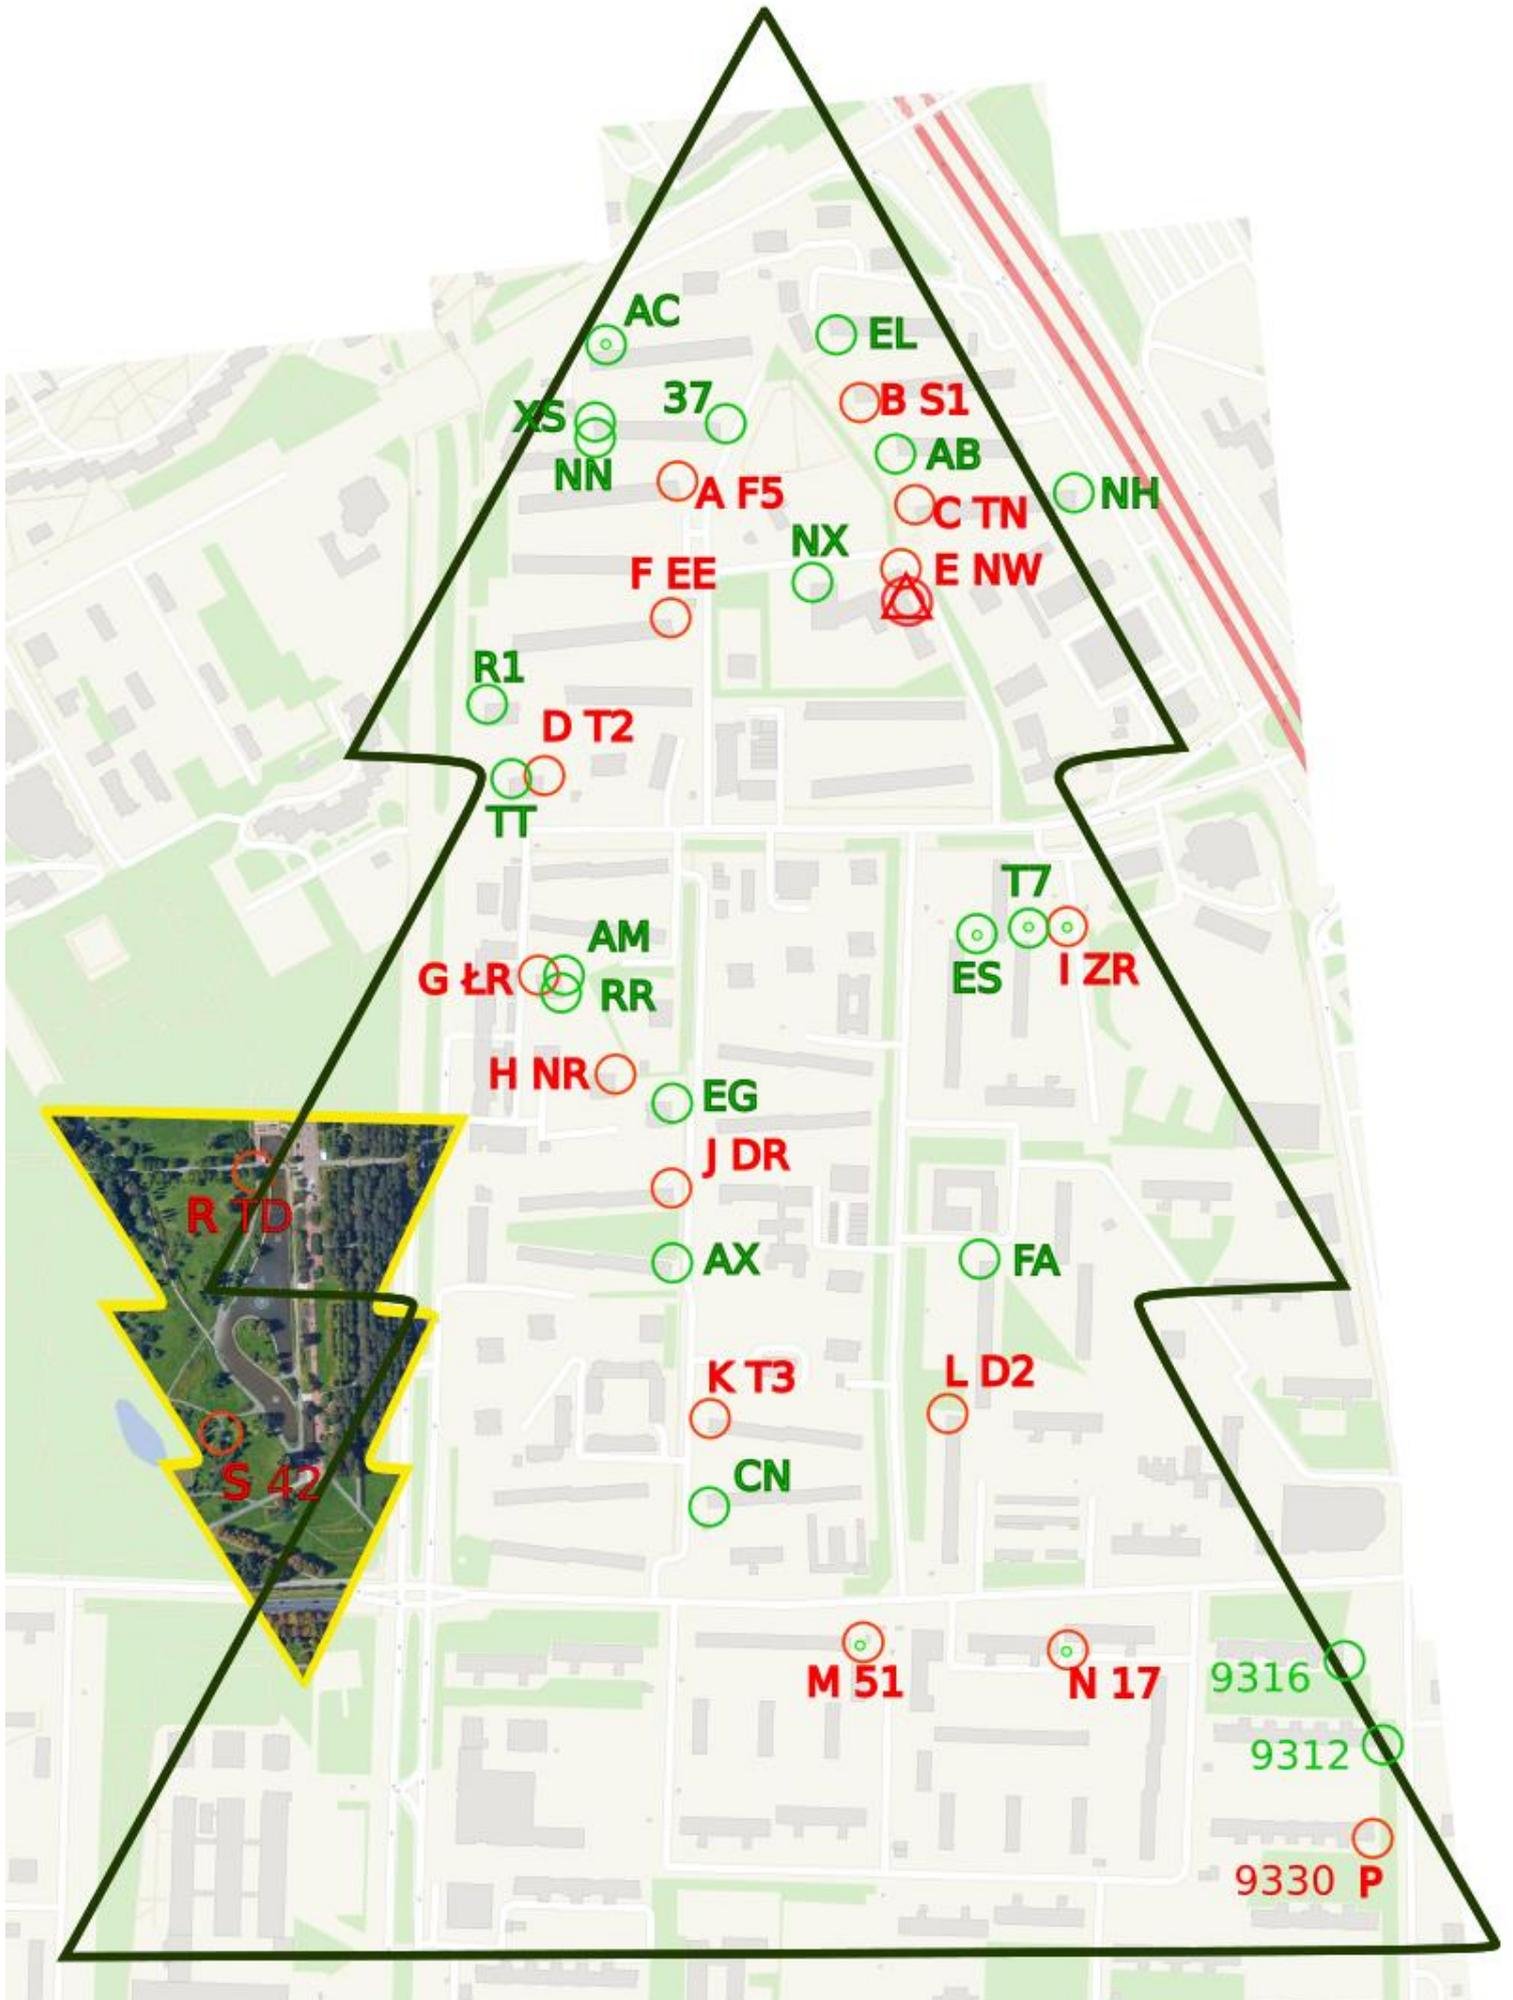 AC
EL
37
B S1
XS
AB
NN
A F5
NH
C TN
NX
E NW
F EE
R1
D T2
TT
T7
AM
G ŁR
RR
ES
I ZR
H NR
EG
J DR
R TD
AX
FA
K T3
L D2
CN
S 42
M 51
N 17
9316
9312
9330 P